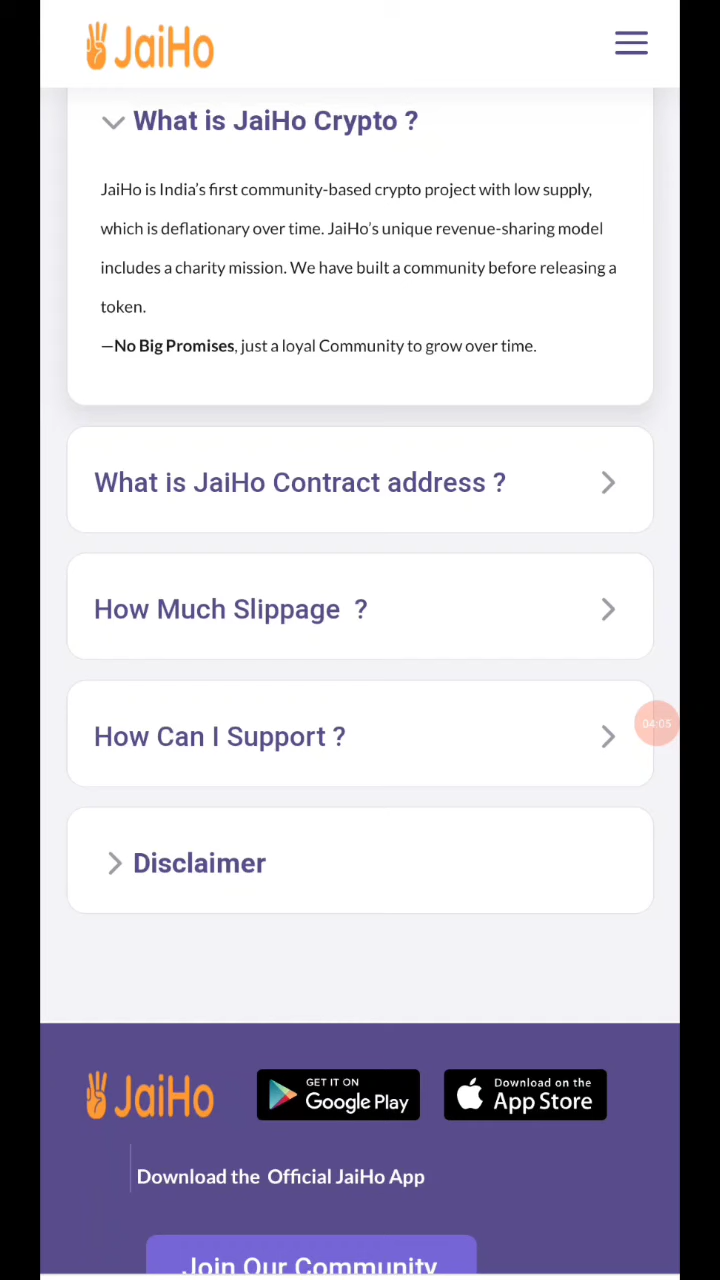 JaiHo
What is JaiHo Crypto ?
JaiHo is India’s first community-based crypto project with low supply,
which is deflationary over time. JaiHo’s unique revenue-sharing model
includes a charity mission. We have built a community before releasing a
token.
—No Big Promises, just a loyal Community to grow over time.
What is JaiHo Contract address ?
How Much Slippage ?
How Can I Support ?
04:05
Disclaimer
JaiHo
GET IT ON
Google Play
Download on the
App Store
Download the Official JaiHo App
Join Our Community